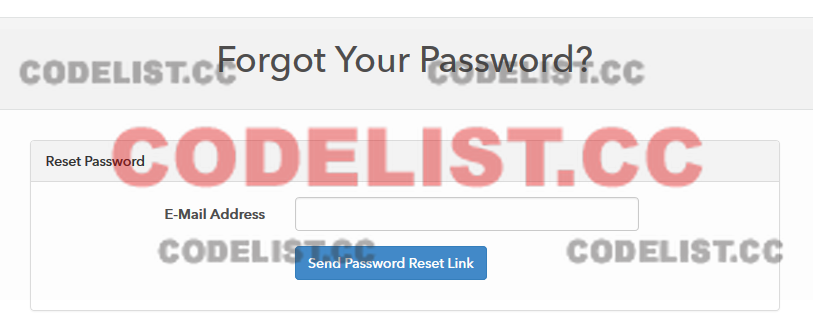 Forgot Your Password?
CODELIST.CC CODELIST.CC
CODELIST.CC
Reset Password
E-Mail Address
CODELIST.CC CODELIST.CC
Send Password Reset Link